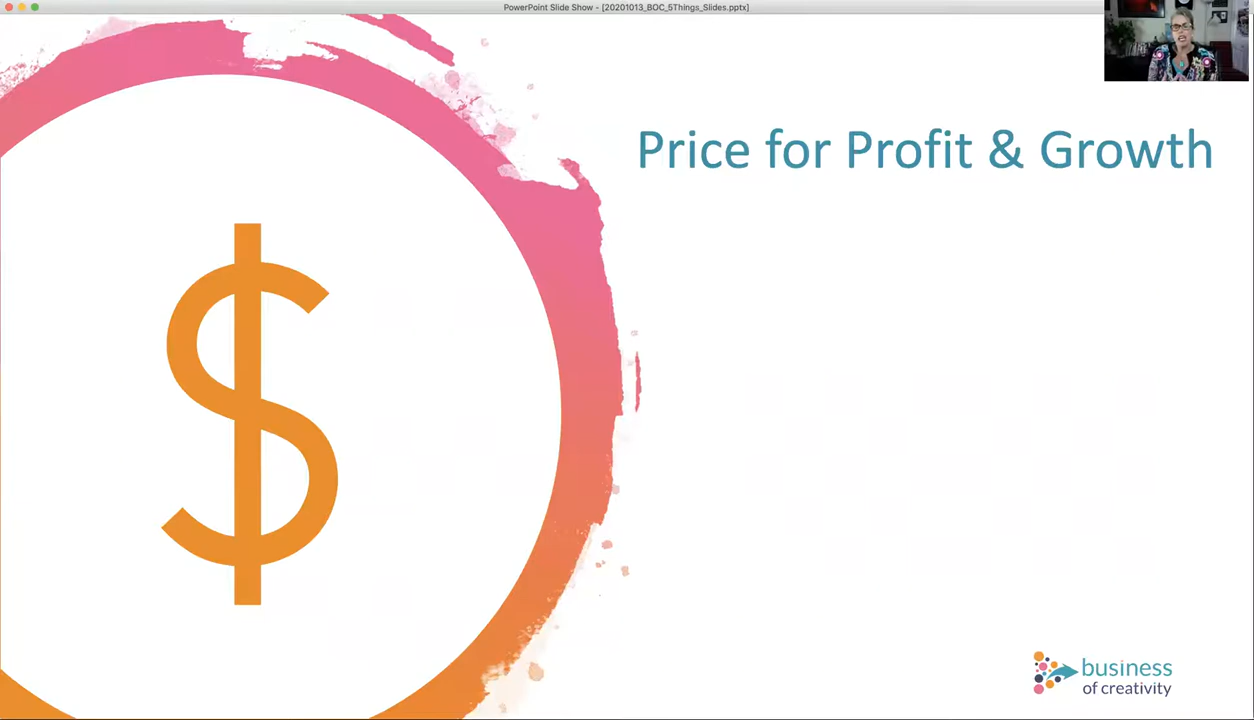 PowerPoint Slide Show - [20201013_BOC_5Things_Slides.pptx]
Price for Profit & Growth
$
business
of creativity